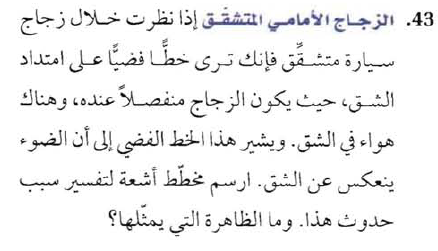 43. الزجاج الأمامي المتشقّق إذا نظرت خلال زجاج
سيارة متشقّق فإنك ترى خطًّا فضيًّا على امتداد
الشق، حيث يكون الزجاج منفصلاً عنده، وهناك
هواء في الشق. ويشير هذا الخط الفضي إلى أن الضوء
ينعكس عن الشق. ارسم مخطّط أشعة لتفسير سبب
حدوث هذا. وما الظاهرة التي يمثّلها؟